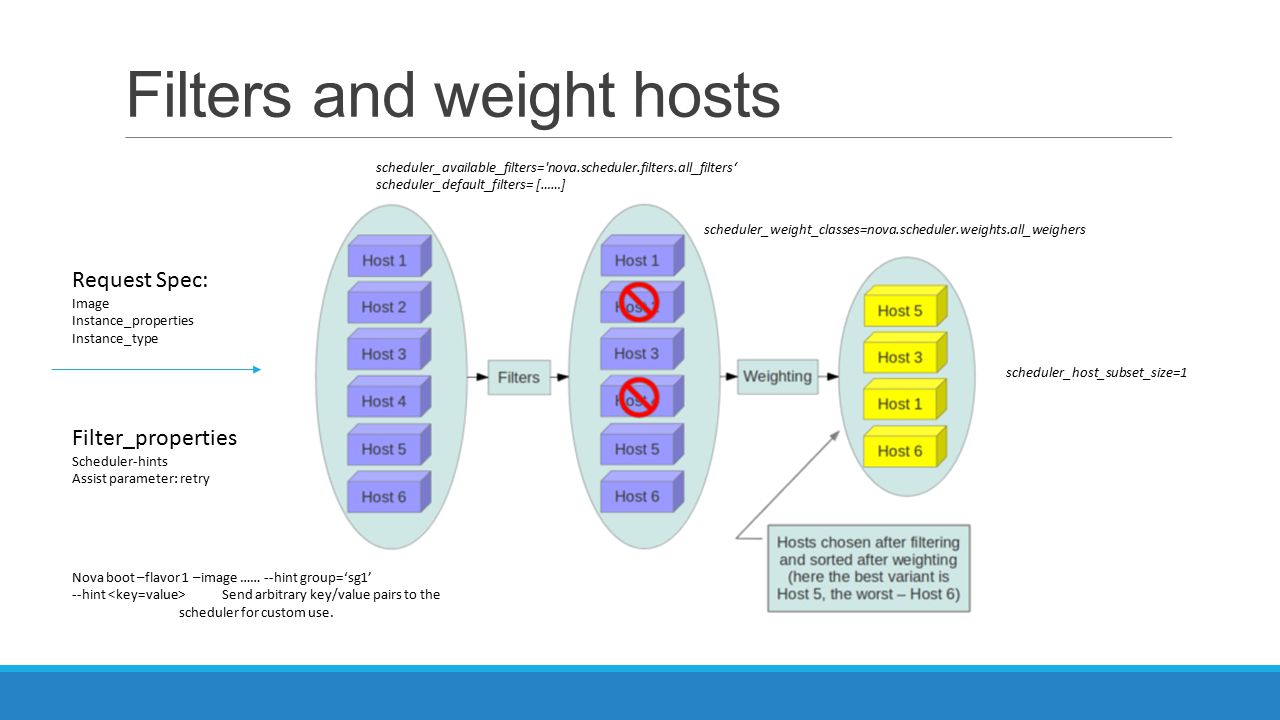 Filters and weight hosts
scheduler_available_filters='nova.scheduler.filters.all_filters‘
scheduler_default_filters= [……]
scheduler_weight_classes=nova.scheduler.weights.all_weighers
Request Spec:
Image
Instance_properties
Instance_type
Filter_properties
Scheduler-hints
Assist parameter: retry
Host 1
Host 2
Host 3
Host 4
Host 5
Host 6
Filters
Host 1
Host 3
Host 5
Host 6
Weighting
Host 5
Host 3
Host 1
Host 6
scheduler_host_subset_size=1
Hosts chosen after filtering
and sorted after weighting
(here the best variant is
Host 5, the worst – Host 6)
Nova boot –flavor 1 –image …… --hint group=‘sg1’
--hint <key=value> Send arbitrary key/value pairs to the
scheduler for custom use.